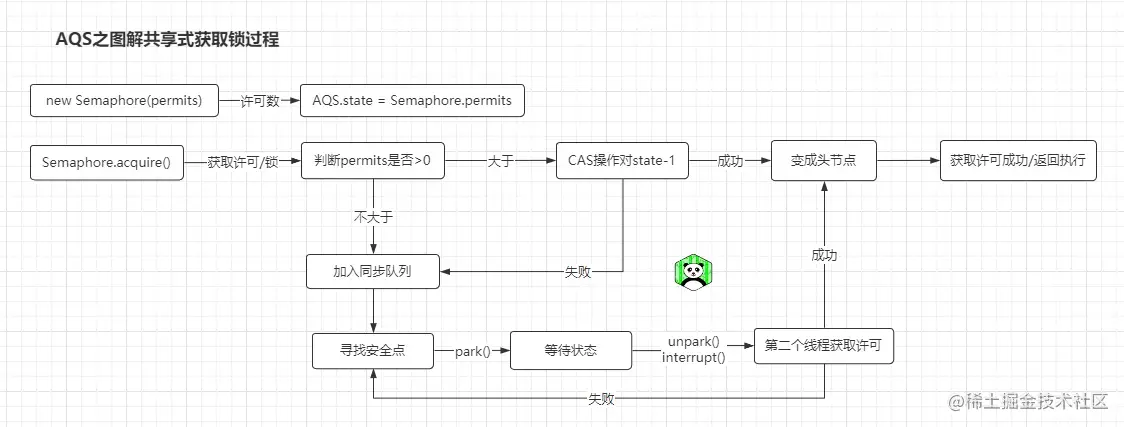 AQS之图解共享式获取锁过程
new Semaphore(permits)
许可数
AQS.state = Semaphore.permits
Semaphore.acquire()
获取许可/锁
判断permits是否>0
大于
CAS操作对state-1
成功
变成头节点
获取许可成功/返回执行
不大于
成功
加入同步队列
失败
寻找安全点
park()
等待状态
unpark()
interrupt()
第二个线程获取许可
失败
@稀土掘金技术社区